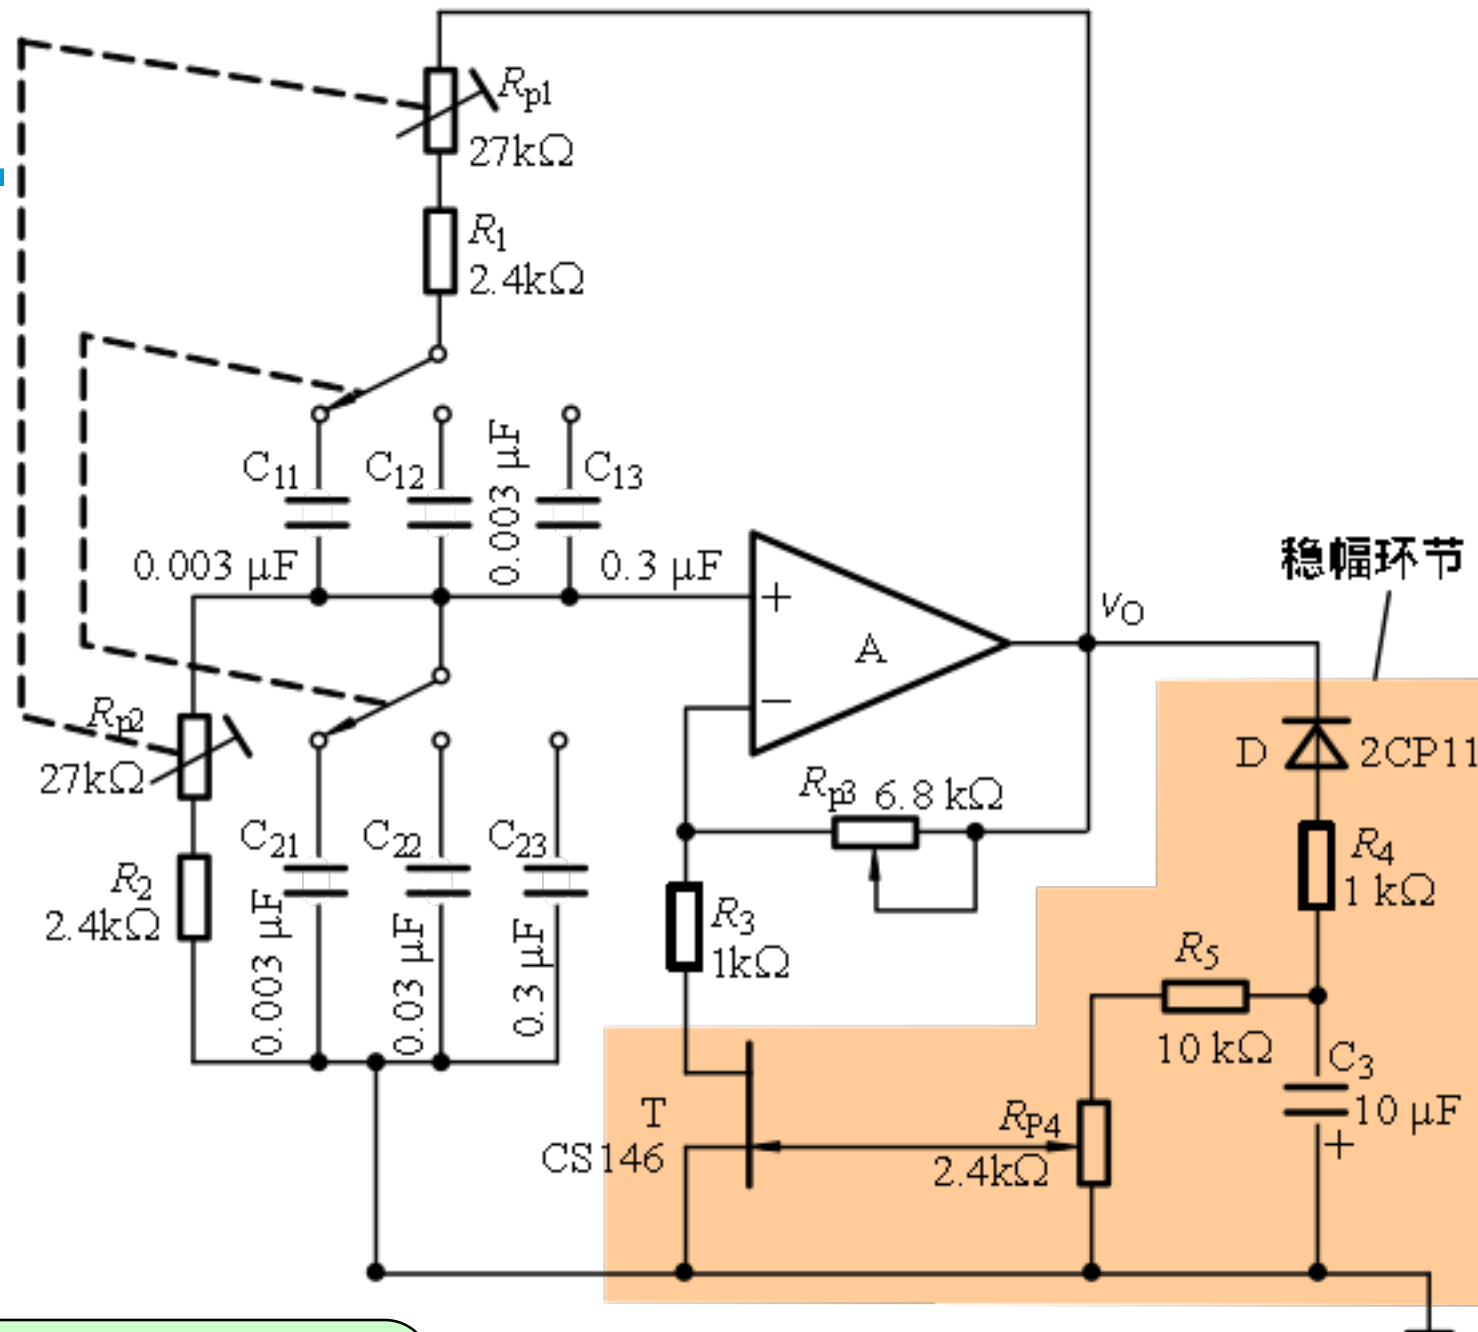 Rp1
27kΩ
R1
2.4kΩ
C11
C12
0.003 μF
C13
0.003 μF
0.3 μF
稳幅环节
+
A
−
vO
Rp2
27kΩ
D
2CP11
Rp3 6.8 kΩ
C21
C22
C23
R2
2.4kΩ
0.003 μF
0.03 μF
0.3 μF
R3
1kΩ
R4
1 kΩ
R5
10 kΩ
C3
10 μF
+
T
CS146
RP4
2.4kΩ